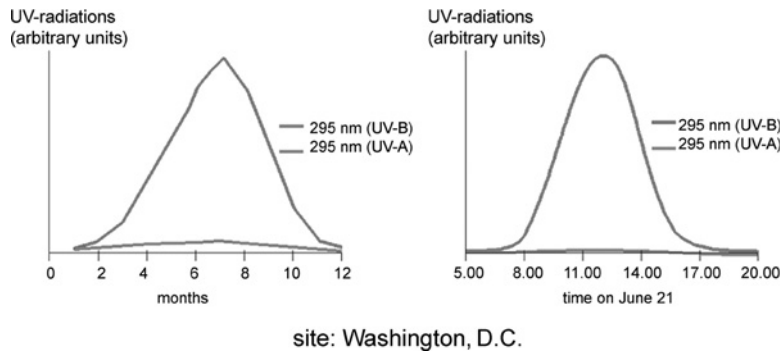 UV-radiations
(arbitrary units)
295 nm (UV-B)
295 nm (UV-A)
0 2 4 6 8 10 12
months
UV-radiations
(arbitrary units)
295 nm (UV-B)
295 nm (UV-A)
5.00 8.00 11.00 14.00 17.00 20.00
time on June 21
site: Washington, D.C.